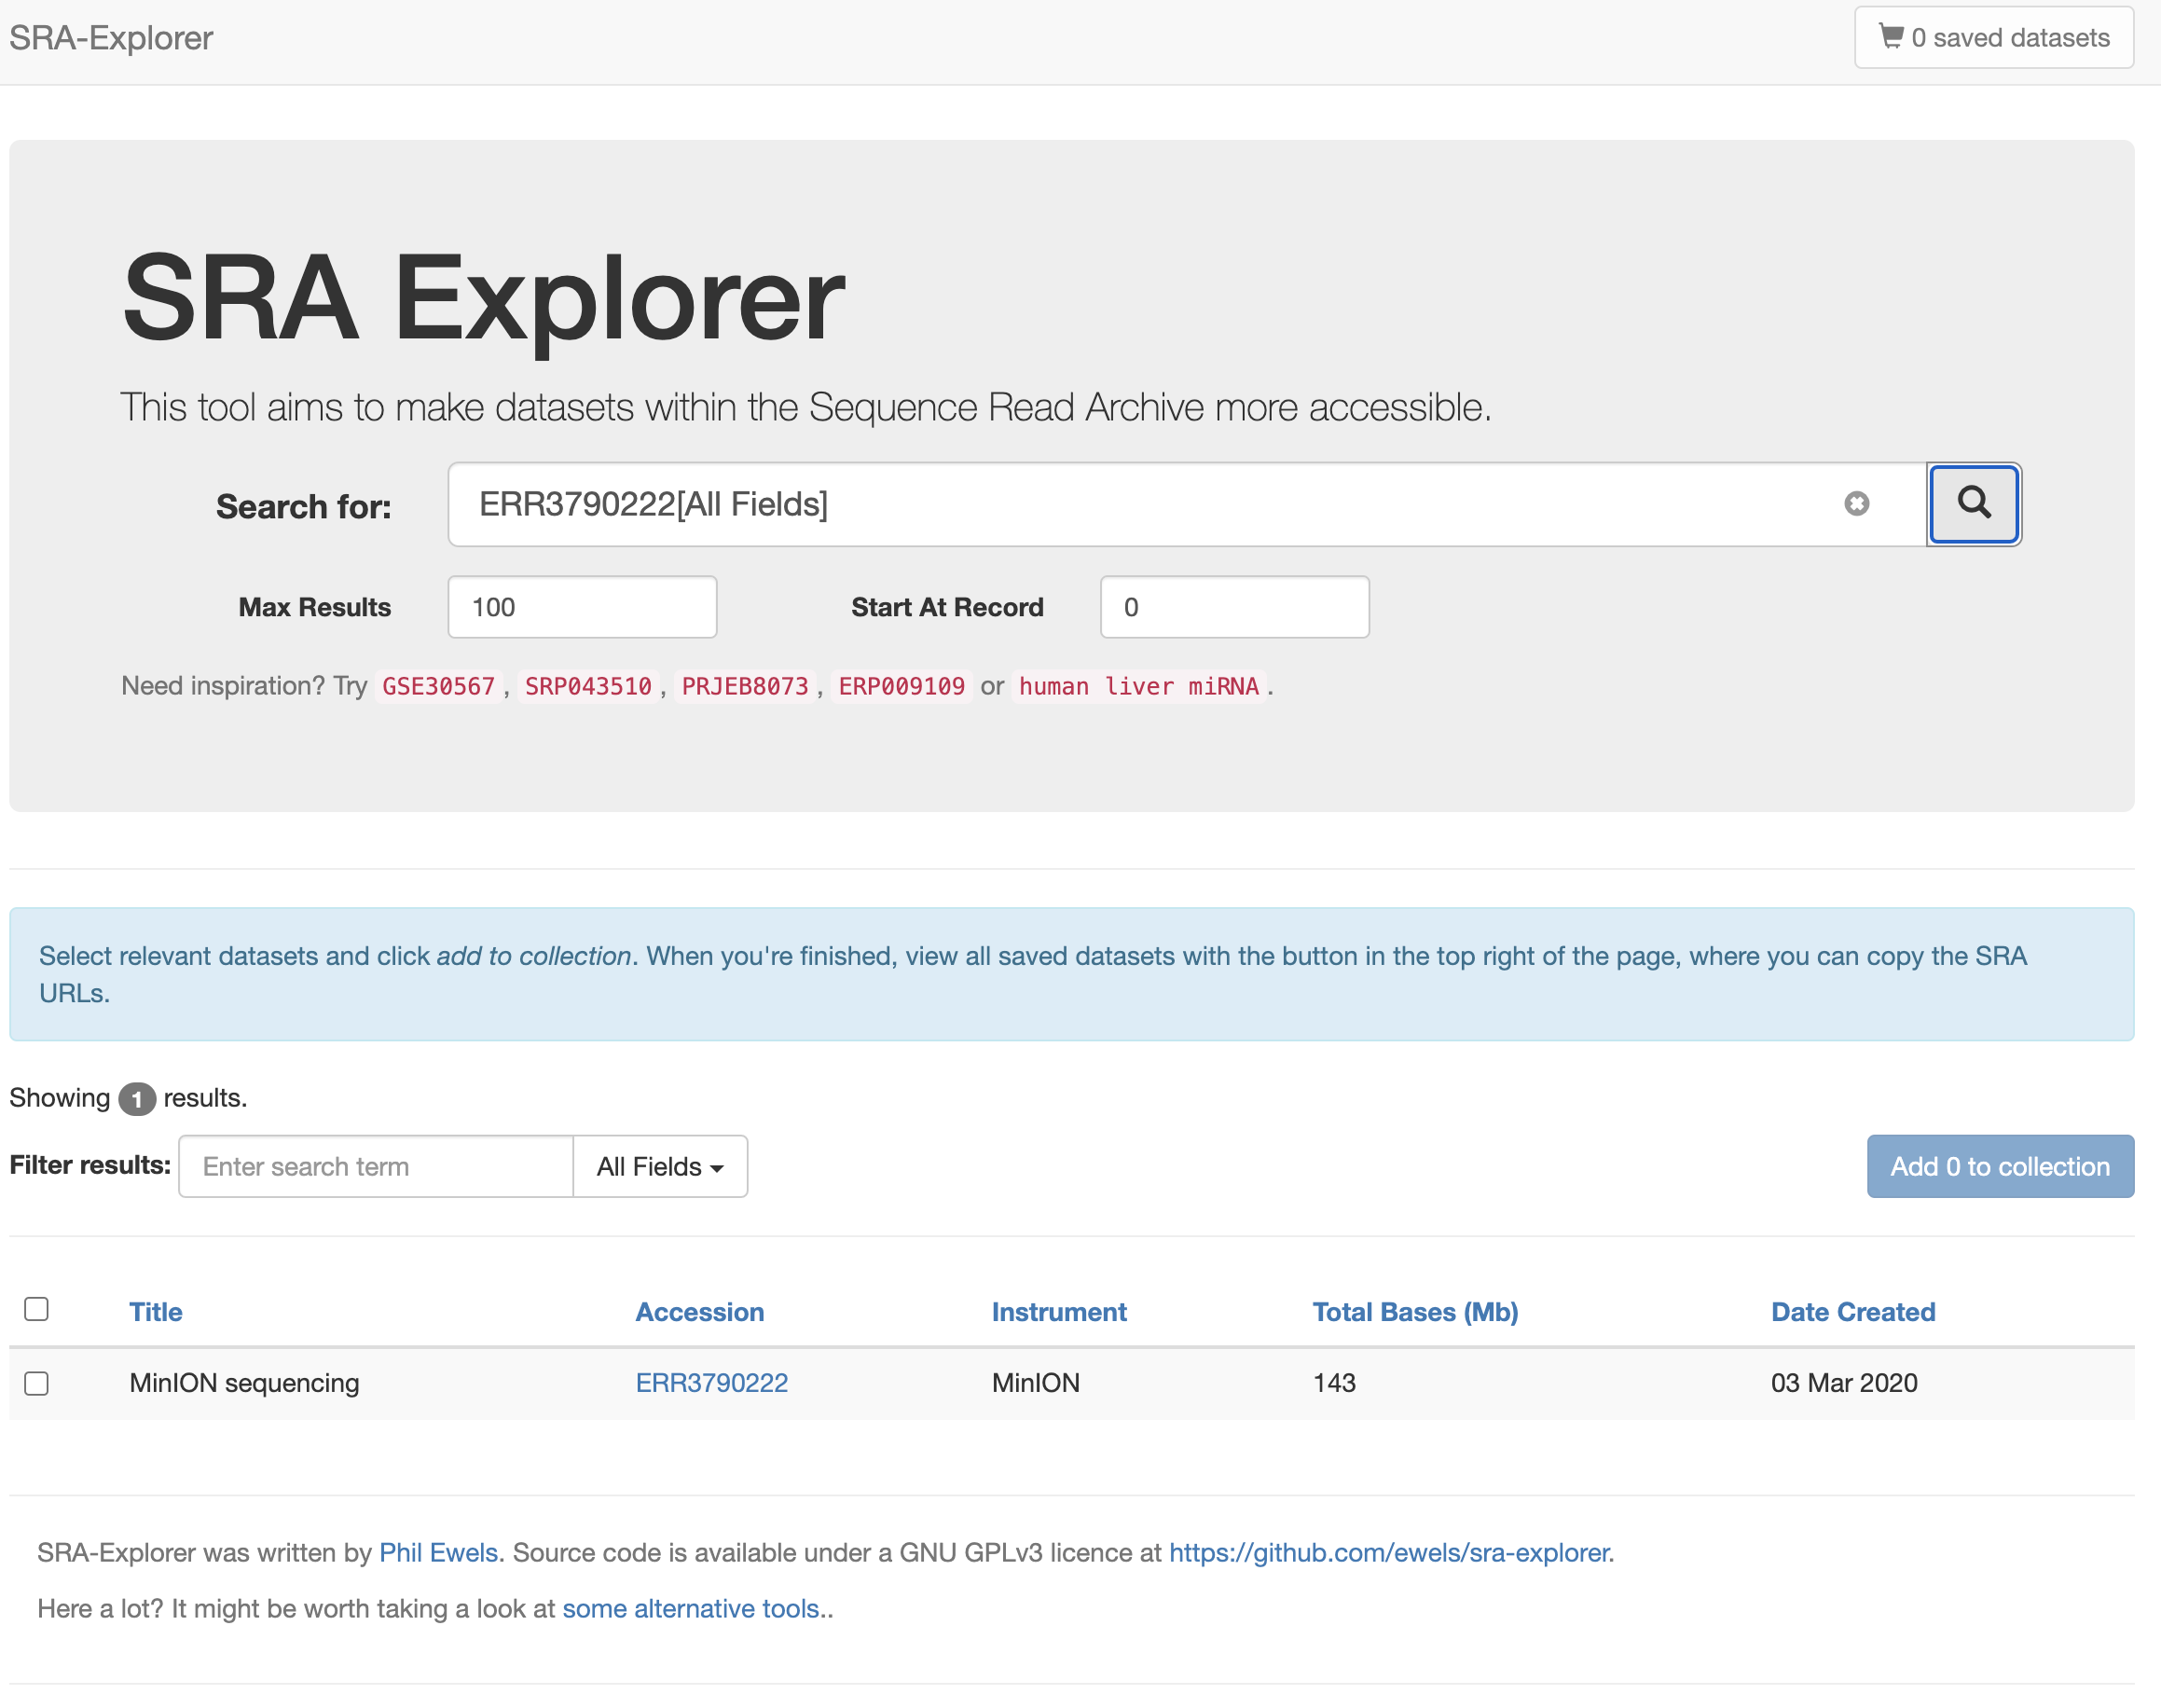 SRA-Explorer
0 saved datasets
SRA Explorer
This tool aims to make datasets within the Sequence Read Archive more accessible.
Search for: ERR3790222[All Fields]
Max Results 100 Start At Record 0
Need inspiration? Try GSE30567, SRP043510, PRJEB8073, ERP009109 or human liver miRNA.
Select relevant datasets and click add to collection. When you're finished, view all saved datasets with the button in the top right of the page, where you can copy the SRA
URLs.
Showing 1 results.
Filter results: Enter search term All Fields Add 0 to collection
Title Accession Instrument Total Bases (Mb) Date Created
MinION sequencing ERR3790222 MinION 143 03 Mar 2020
SRA-Explorer was written by Phil Ewels. Source code is available under a GNU GPLv3 licence at https://github.com/ewels/sra-explorer.
Here a lot? It might be worth taking a look at some alternative tools..